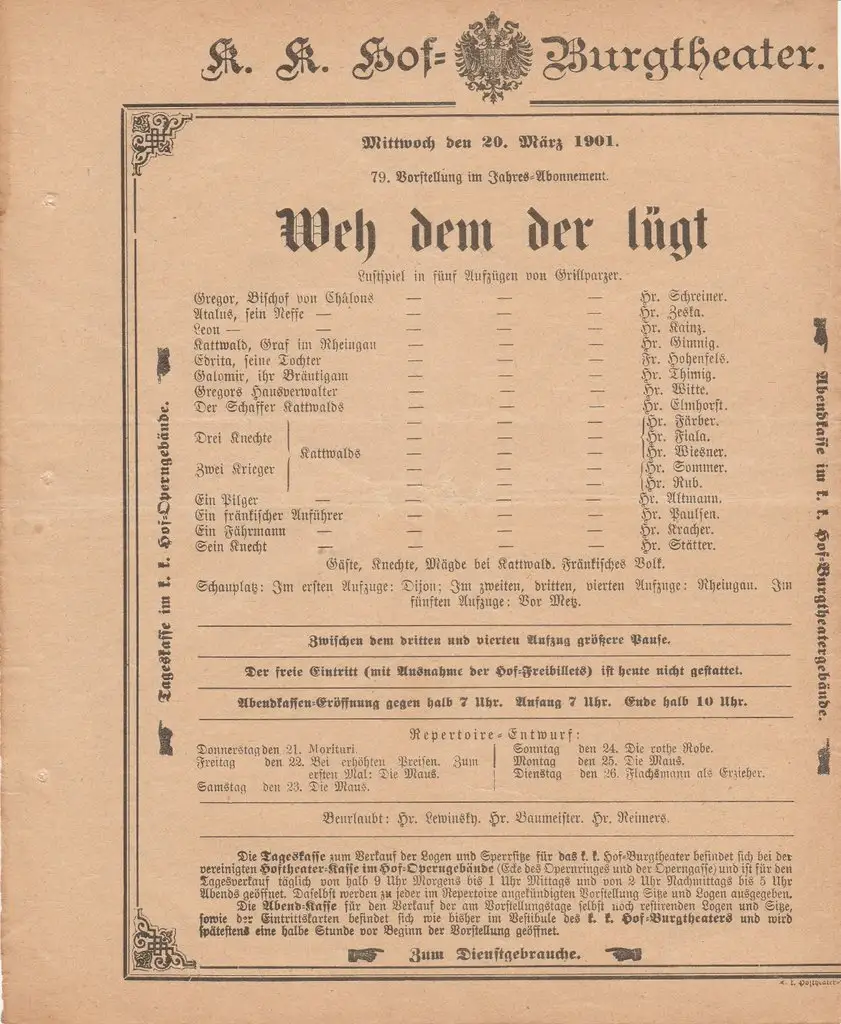 K. K. Hof-Burgtheater.
Mittwoch den 20. März 1901.
79. Vorstellung im Jahres-Abonnement.
Weh dem der lügt
Lustspiel in fünf Aufzügen von Grillparzer.
Gregor, Bischof von Châlons — — — Hr. Schreiner.
Atalus, sein Neffe — — — — Hr. Zeska.
Leon — — — — — Hr. Kainz.
Kattwald, Graf im Rheingau — — — Hr. Gimnig.
Edrita, seine Tochter — — — Fr. Hohenfels.
Galomir, ihr Bräutigam — — — Hr. Thimig.
Gregors Hausverwalter — — — Hr. Witte.
Der Schaffer Kattwalds — — — Hr. Elmhorst.
— — — Hr. Färber.
Drei Knechte — — — Hr. Fiala.
Kattwalds — — — Hr. Wiesner.
Zwei Krieger — — — Hr. Sommer.
— — — Hr. Rub.
Ein Pilger — — — — Hr. Altmann.
Ein fränkischer Anführer — — — Hr. Paulsen.
Ein Fährmann — — — — Hr. Kracher.
Sein Knecht — — — — Hr. Stätter.
Gäste, Knechte, Mägde bei Kattwald. Fränkisches Volk.
Schauplatz: Im ersten Aufzuge: Dijon; Im zweiten, dritten, vierten Aufzuge: Rheingau. Im
fünften Aufzuge: Vor Metz.
Zwischen dem dritten und vierten Aufzug größere Pause.
Der freie Eintritt (mit Ausnahme der Hof-Freibillets) ist heute nicht gestattet.
Abendkassen-Eröffnung gegen halb 7 Uhr. Anfang 7 Uhr. Ende halb 10 Uhr.
Repertoire-Entwurf:
Donnerstag den 21. Morituri.
Freitag den 22. Bei erhöhten Preisen. Zum
ersten Mal: Die Maus.
Samstag den 23. Die Maus.
Sonntag den 24. Die rothe Robe.
Montag den 25. Die Maus.
Dienstag den 26. Flachsmann als Erzieher.
Beurlaubt: Hr. Lewinsky. Hr. Baumeister. Hr. Reimers.
Die Tageskasse zum Verkauf der Logen und Sperrsitze für das k. k. Hof-Burgtheater befindet sich bei der
vereinigten Hoftheater-Kasse im Hof-Operngebäude (Ecke des Opernringes und der Operngasse) und ist für den
Tagesverkauf täglich von halb 9 Uhr Morgens bis 1 Uhr Mittags und von 2 Uhr Nachmittags bis 5 Uhr
Abends geöffnet. Daselbst werden zu jeder im Repertoire angekündigten Vorstellung Sitze und Logen ausgegeben.
Die Abend-Kasse für den Verkauf der am Vorstellungstage selbst noch restirenden Logen und Sitze,
sowie der Eintrittskarten befindet sich wie bisher im Vestibule des k. k. Hof-Burgtheaters und wird
spätestens eine halbe Stunde vor Beginn der Vorstellung geöffnet.
Zum Dienstgebrauche.
Tageskasse im k. k. Hof-Operngebäude.
Abendkasse im k. k. Hof-Burgtheatergebäude.